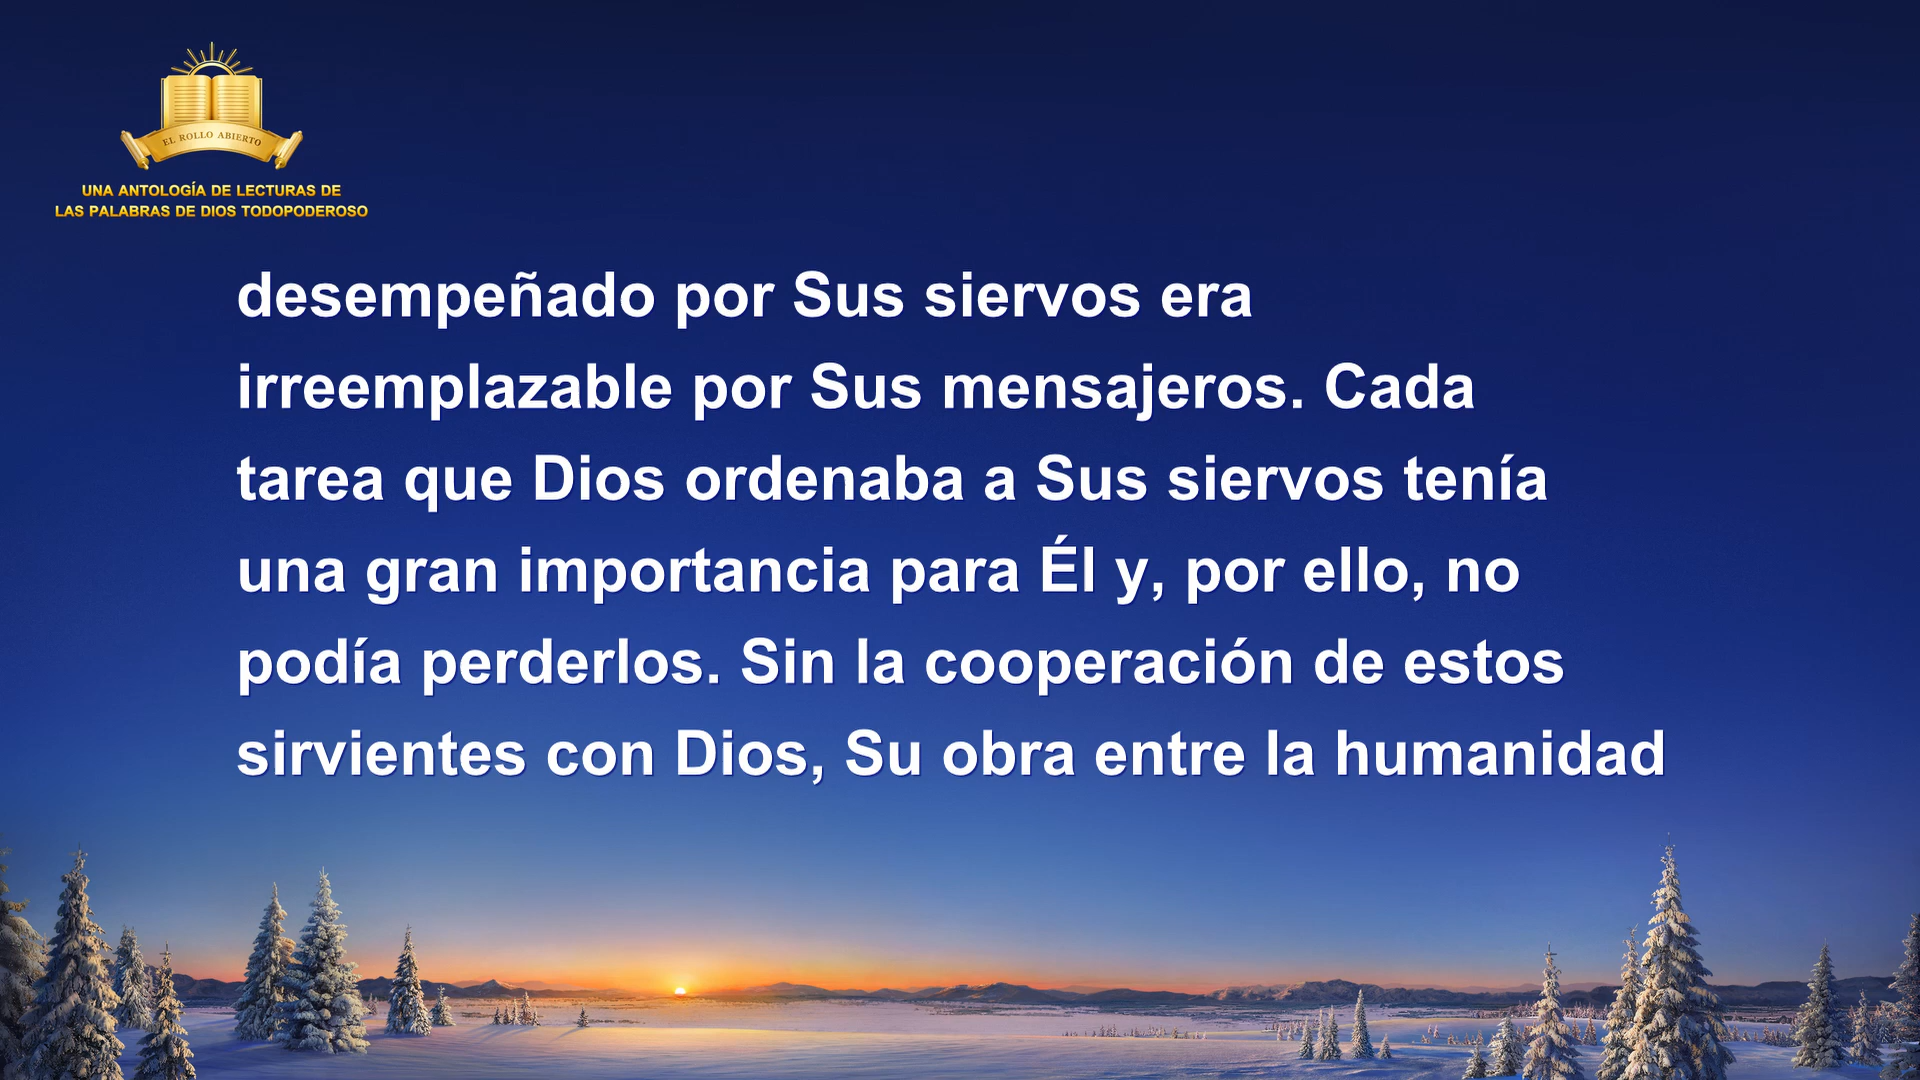 EL ROLLO ABIERTO
UNA ANTOLOGÍA DE LECTURAS DE
LAS PALABRAS DE DIOS TODOPODEROSO
desempeñado por Sus siervos era
irreemplazable por Sus mensajeros. Cada
tarea que Dios ordenaba a Sus siervos tenía
una gran importancia para Él y, por ello, no
podía perderlos. Sin la cooperación de estos
sirvientes con Dios, Su obra entre la humanidad